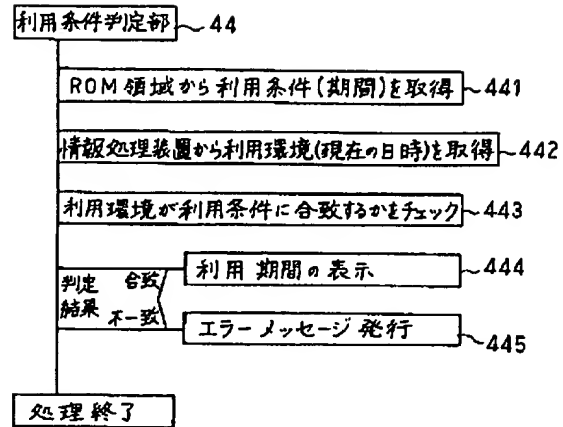 利用条件判定部 ~44
ROM領域から利用条件(期間)を取得 ~441
情報処理装置から利用環境(現在の日時)を取得 ~442
利用環境が利用条件に合致するかをチェック ~443
判定結果
合致
利用期間の表示 ~444
不一致
エラーメッセージ発行 ~445
処理終了